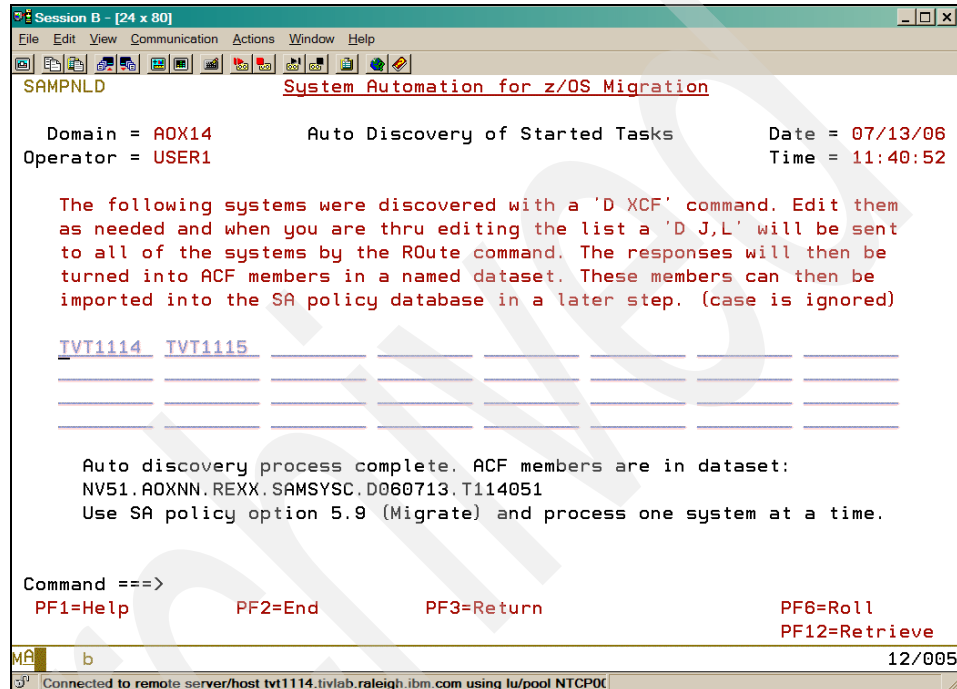 Session B - [24 x 80]
File Edit View Communication Actions Window Help
SAMPNLD System Automation for z/OS Migration
Domain = AOX14 Auto Discovery of Started Tasks Date = 07/13/06
Operator = USER1 Time = 11:40:52
The following systems were discovered with a 'D XCF' command. Edit them
as needed and when you are thru editing the list a 'D J,L' will be sent
to all of the systems by the ROute command. The responses will then be
turned into ACF members in a named dataset. These members can then be
imported into the SA policy database in a later step. (case is ignored)
TVT1114 TVT1115
Auto discovery process complete. ACF members are in dataset:
NV51.AOXNN.REXX.SAMSYSC.D060713.T114051
Use SA policy option 5.9 (Migrate) and process one system at a time.
Command ===>
PF1=Help PF2=End PF3=Return PF6=Roll
PF12=Retrieve
MA b 12/005
Connected to remote server/host tvt1114.tivlab.raleigh.ibm.com using lu/pool NTCP0(
Archived